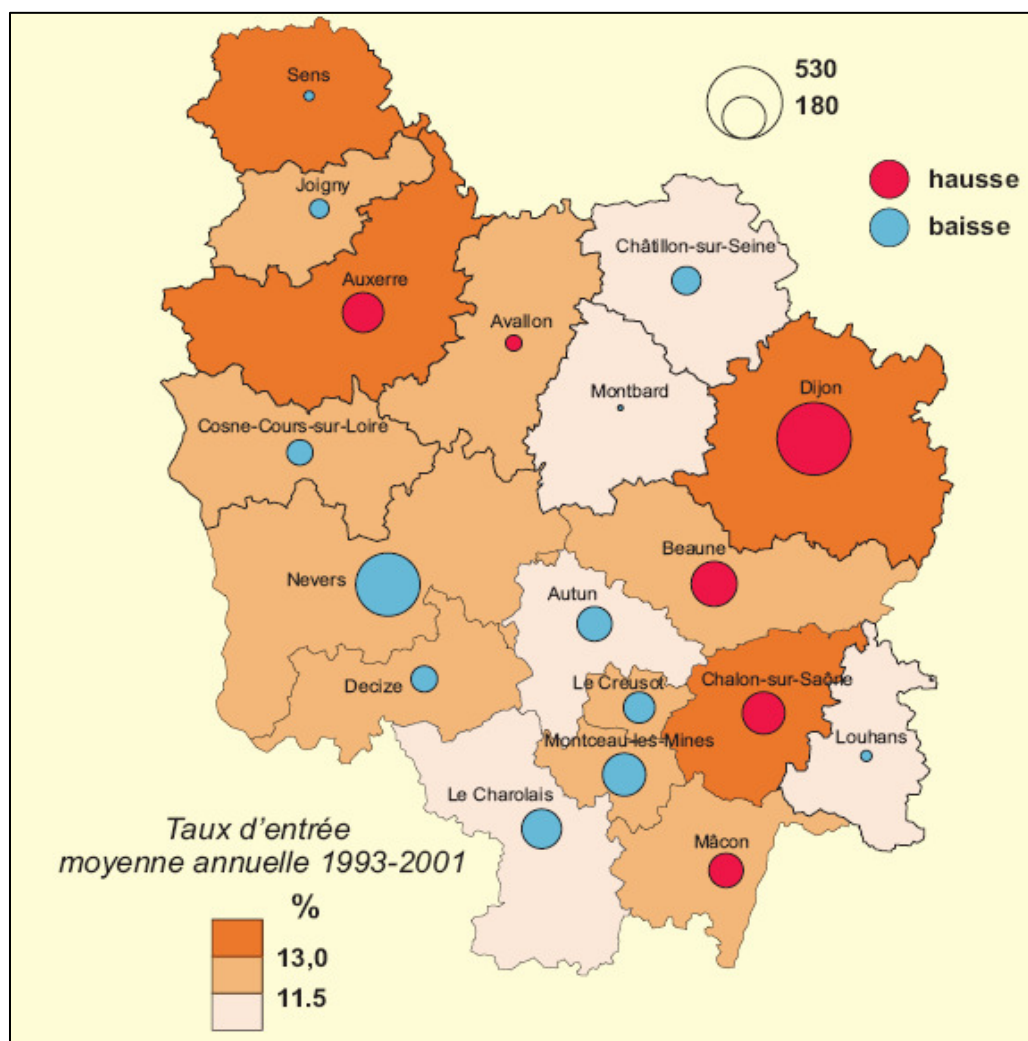 530
Sens
180
hausse
Joigny
baisse
Châtillon-sur-Seine
Auxerre
Avallon
Dijon
Montbard
Cosne-Cours-sur-Loire
Beaune
Nevers
Autun
Chalon-sur-Saône
Le Creusot
Decize
Montceau-les-Mines
Louhans
Le Charolais
Mâcon
Taux d'entrée
moyenne annuelle 1993-2001
%
13,0
11.5